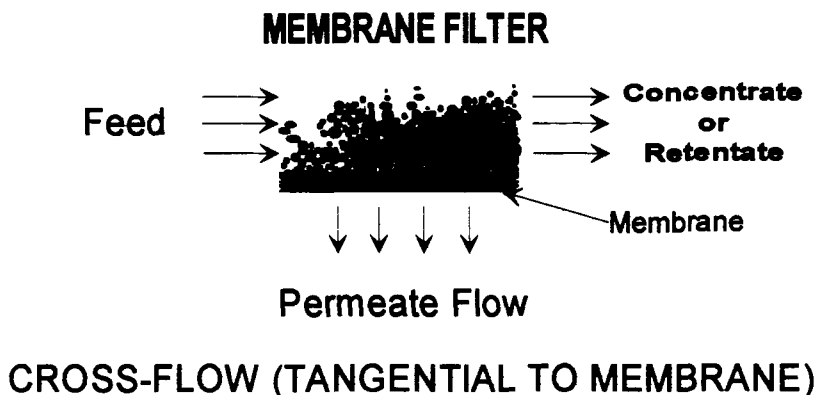 MEMBRANE FILTER
Feed
Concentrate
or
Retentate
Membrane
Permeate Flow
CROSS-FLOW (TANGENTIAL TO MEMBRANE)